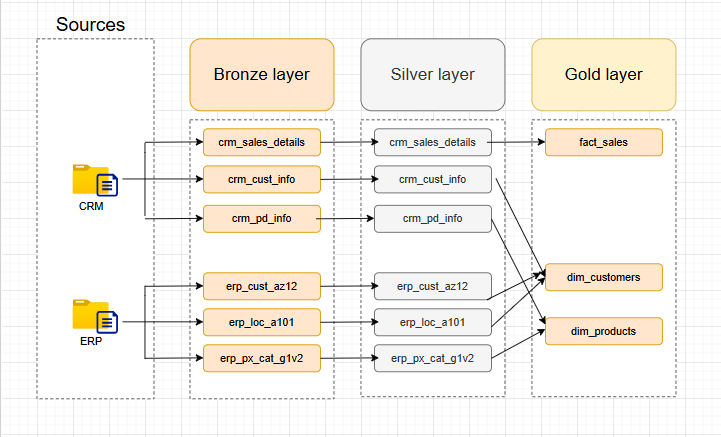 Sources
Bronze layer
Silver layer
Gold layer
crm_sales_details
crm_sales_details
fact_sales
CRM
crm_cust_info
crm_cust_info
crm_pd_info
crm_pd_info
dim_customers
erp_cust_az12
erp_cust_az12
ERP
erp_loc_a101
erp_loc_a101
dim_products
erp_px_cat_g1v2
erp_px_cat_g1v2